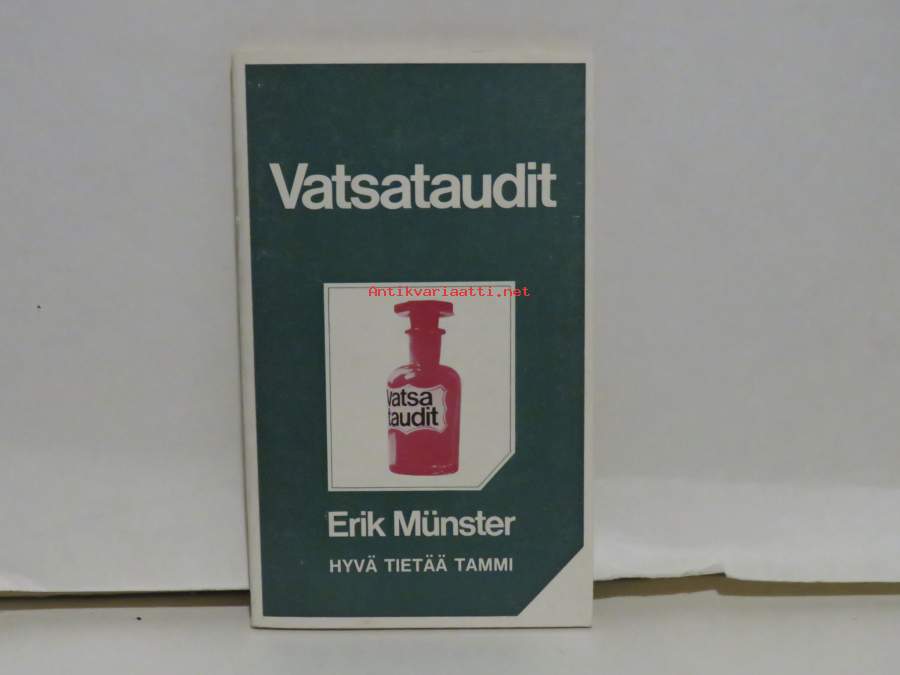 Vatsataudit
Antikvariaatti.net
Vatsa
taudit
Erik Münster
HYVÄ TIETÄÄ TAMMI